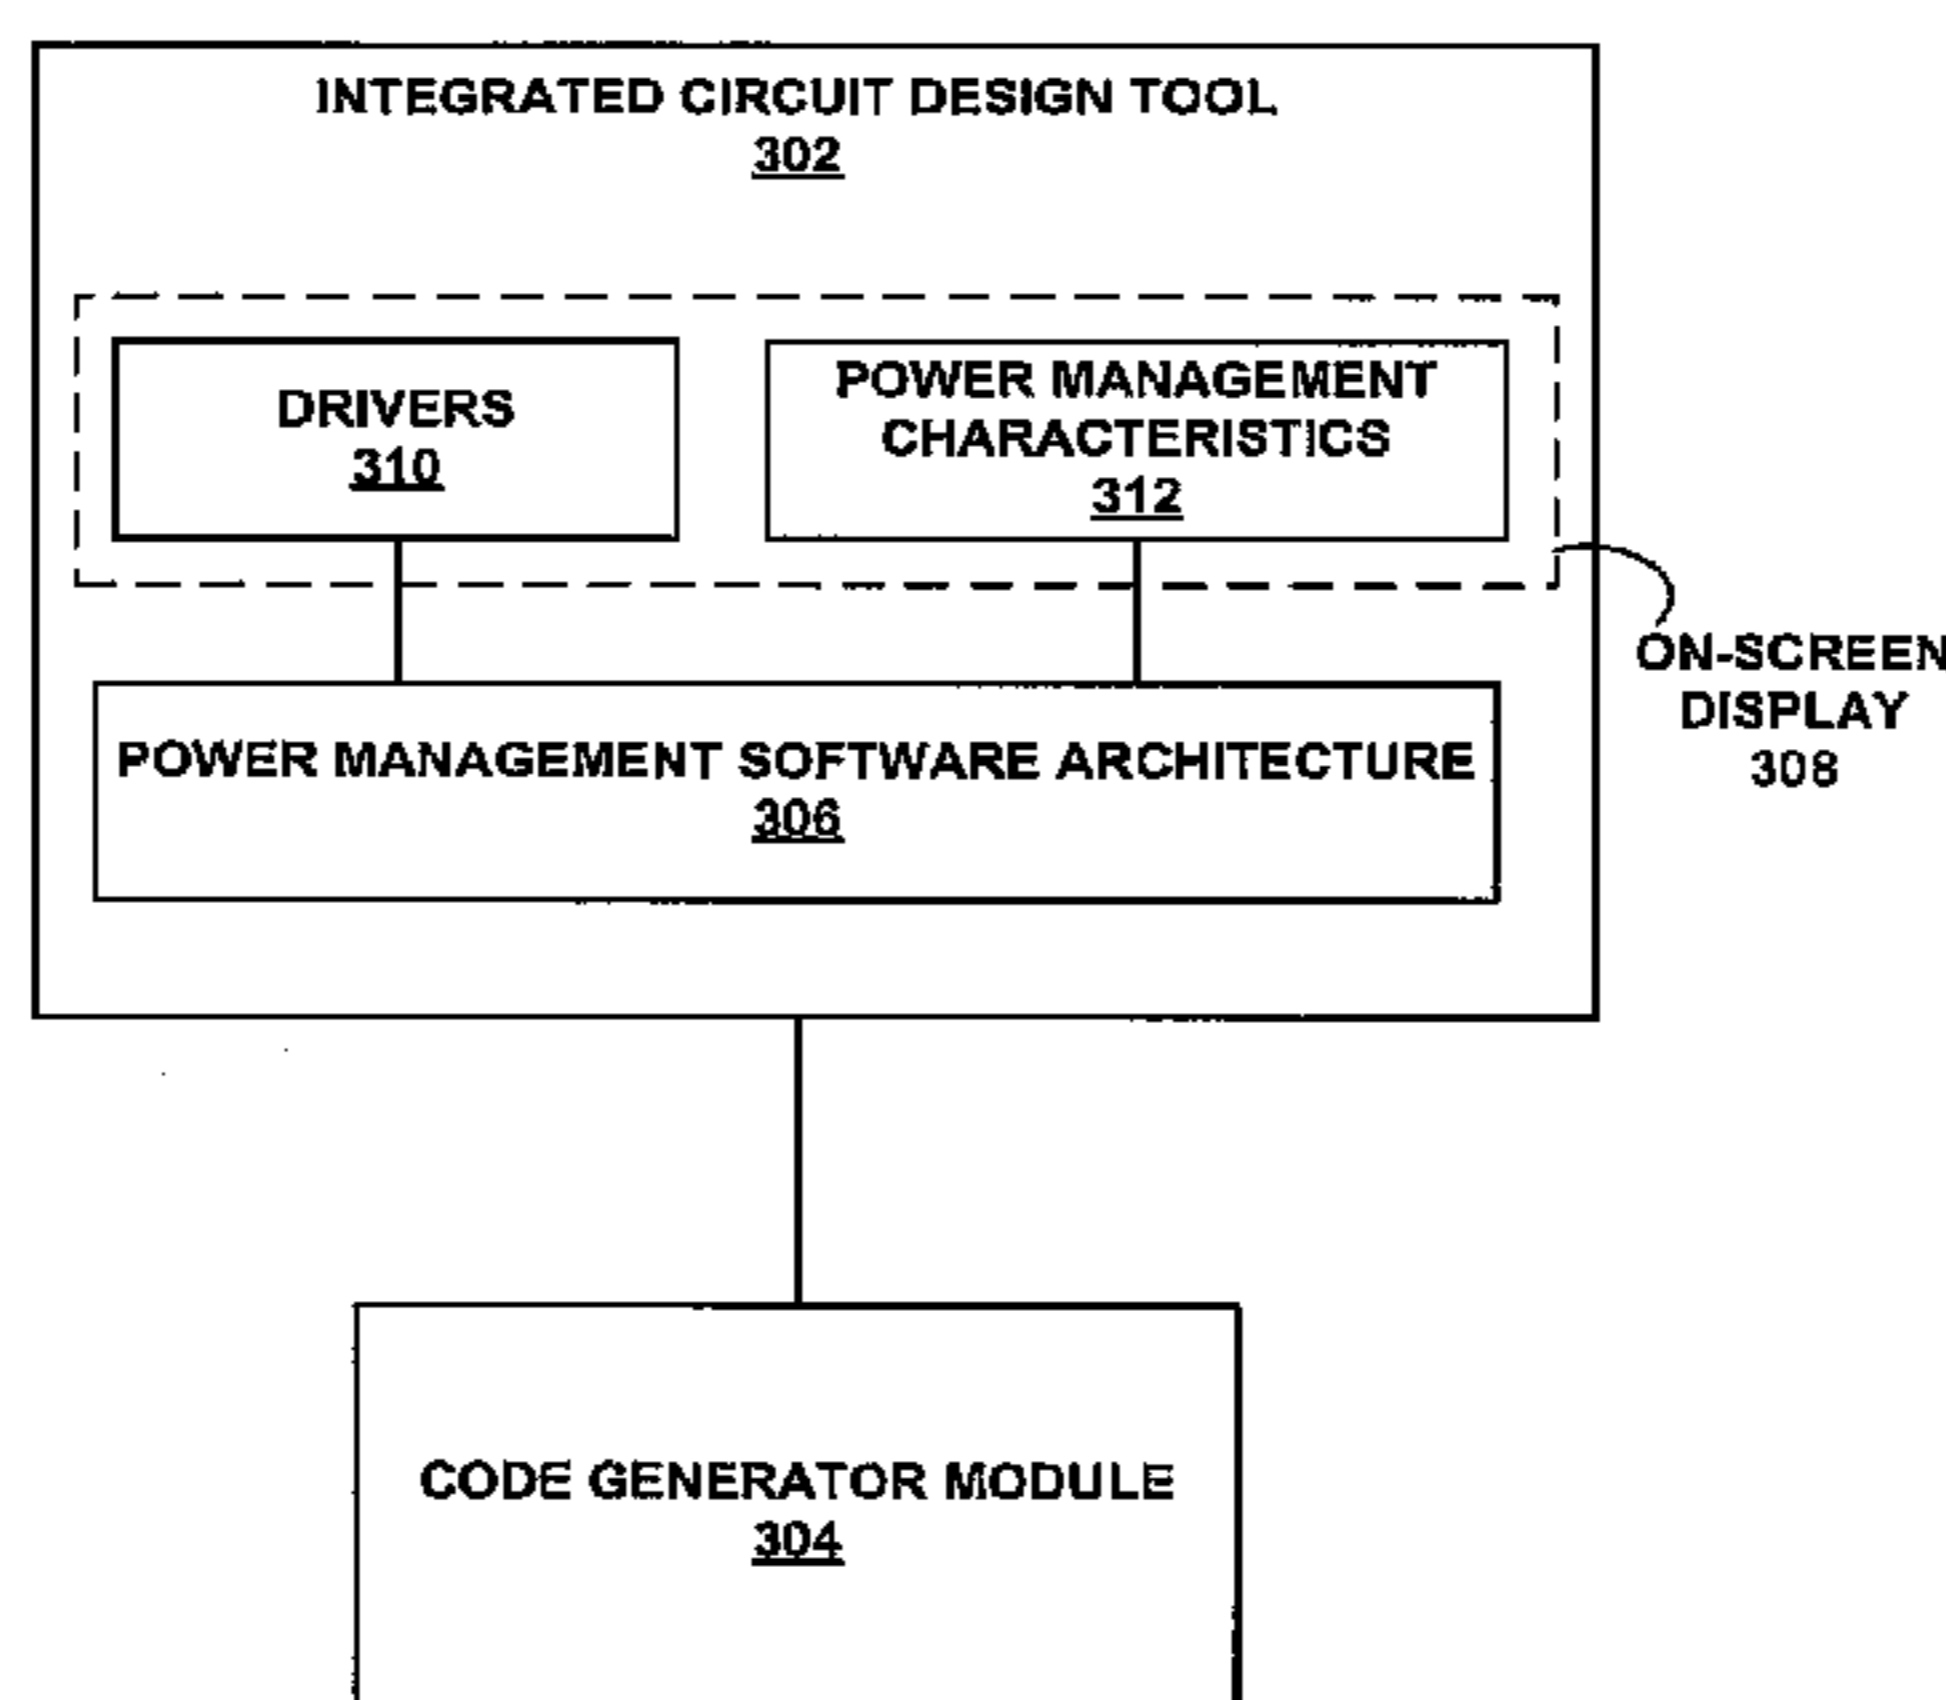 INTEGRATED CIRCUIT DESIGN TOOL
302
DRIVERS
310
POWER MANAGEMENT
CHARACTERISTICS
312
ON-SCREEN
DISPLAY
308
POWER MANAGEMENT SOFTWARE ARCHITECTURE
306
CODE GENERATOR MODULE
304